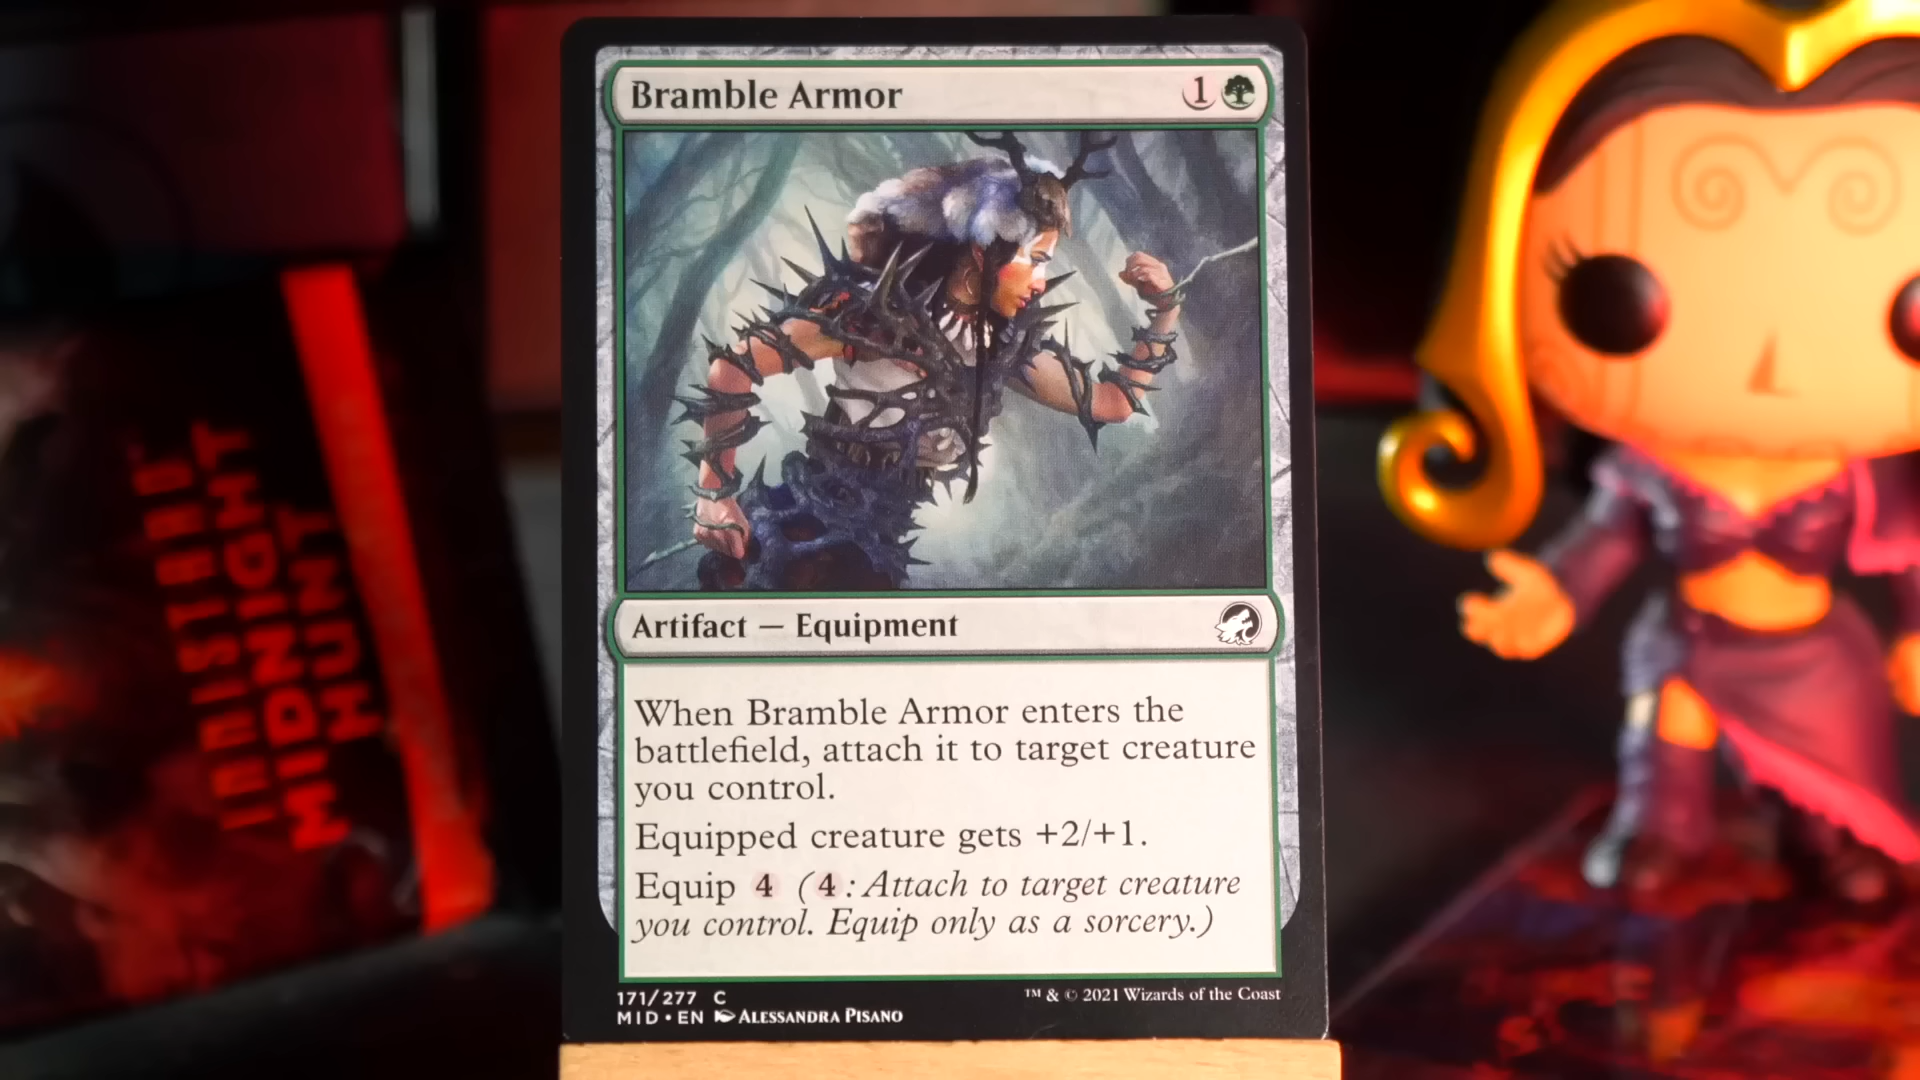 Bramble Armor 1
Artifact — Equipment
When Bramble Armor enters the
battlefield, attach it to target creature
you control.
Equipped creature gets +2/+1.
Equip 4 (4: Attach to target creature
you control. Equip only as a sorcery.)
171/277 C
MID • EN ALESSANDRA PISANO
™ & © 2021 Wizards of the Coast
INNISTRAD
MIDNIGHT
HUNT